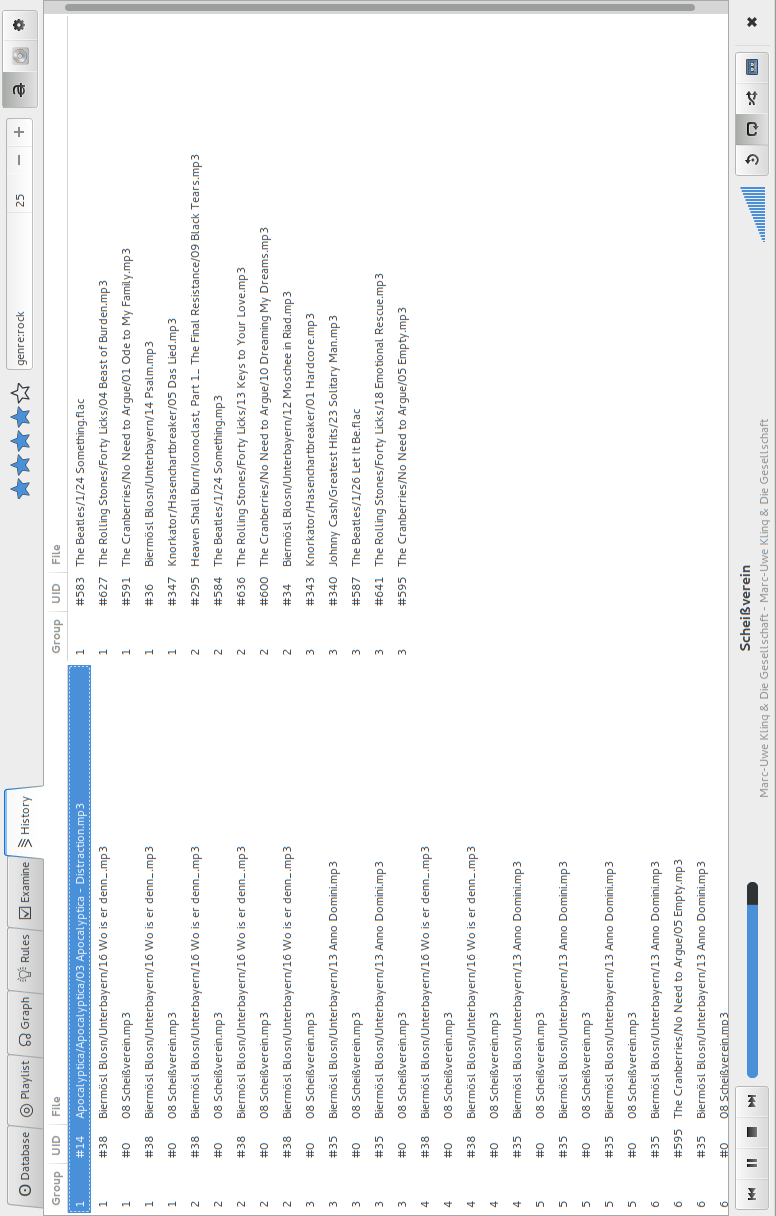 Database
Playlist
Graph
Rules
Examine
History
genre:rock
25
Group UID File
1 #14 Apocalyptica/Apocalyptica/03 Apocalyptica - Distraction.mp3
1 #38 Biermösl Blosn/Unterbayern/16 Wo is er denn_.mp3
1 #0 08 Scheißverein.mp3
1 #38 Biermösl Blosn/Unterbayern/16 Wo is er denn_.mp3
1 #0 08 Scheißverein.mp3
2 #38 Biermösl Blosn/Unterbayern/16 Wo is er denn_.mp3
2 #0 08 Scheißverein.mp3
2 #38 Biermösl Blosn/Unterbayern/16 Wo is er denn_.mp3
2 #0 08 Scheißverein.mp3
2 #38 Biermösl Blosn/Unterbayern/16 Wo is er denn_.mp3
3 #0 08 Scheißverein.mp3
3 #35 Biermösl Blosn/Unterbayern/13 Anno Domini.mp3
3 #0 08 Scheißverein.mp3
3 #35 Biermösl Blosn/Unterbayern/13 Anno Domini.mp3
3 #0 08 Scheißverein.mp3
4 #38 Biermösl Blosn/Unterbayern/16 Wo is er denn_.mp3
4 #0 08 Scheißverein.mp3
4 #38 Biermösl Blosn/Unterbayern/16 Wo is er denn_.mp3
4 #0 08 Scheißverein.mp3
4 #35 Biermösl Blosn/Unterbayern/13 Anno Domini.mp3
5 #0 08 Scheißverein.mp3
5 #35 Biermösl Blosn/Unterbayern/13 Anno Domini.mp3
5 #0 08 Scheißverein.mp3
5 #35 Biermösl Blosn/Unterbayern/13 Anno Domini.mp3
5 #0 08 Scheißverein.mp3
6 #35 Biermösl Blosn/Unterbayern/13 Anno Domini.mp3
6 #595 The Cranberries/No Need to Argue/05 Empty.mp3
6 #35 Biermösl Blosn/Unterbayern/13 Anno Domini.mp3
6 #0 08 Scheißverein.mp3
Group UID File
1 #583 The Beatles/1/24 Something.flac
1 #627 The Rolling Stones/Forty Licks/04 Beast of Burden.mp3
1 #591 The Cranberries/No Need to Argue/01 Ode to My Family.mp3
1 #36 Biermösl Blosn/Unterbayern/14 Psalm.mp3
1 #347 Knorkator/Hasenchartbreaker/05 Das Lied.mp3
2 #295 Heaven Shall Burn/Iconoclast, Part 1_ The Final Resistance/09 Black Tears.mp3
2 #584 The Beatles/1/24 Something.mp3
2 #636 The Rolling Stones/Forty Licks/13 Keys to Your Love.mp3
2 #600 The Cranberries/No Need to Argue/10 Dreaming My Dreams.mp3
2 #34 Biermösl Blosn/Unterbayern/12 Moschee in Riad.mp3
3 #343 Knorkator/Hasenchartbreaker/01 Hardcore.mp3
3 #340 Johnny Cash/Greatest Hits/23 Solitary Man.mp3
3 #587 The Beatles/1/26 Let It Be.flac
3 #641 The Rolling Stones/Forty Licks/18 Emotional Rescue.mp3
3 #595 The Cranberries/No Need to Argue/05 Empty.mp3
Scheißverein
Marc-Uwe Kling & Die Gesellschaft - Marc-Uwe Kling & Die Gesellschaft